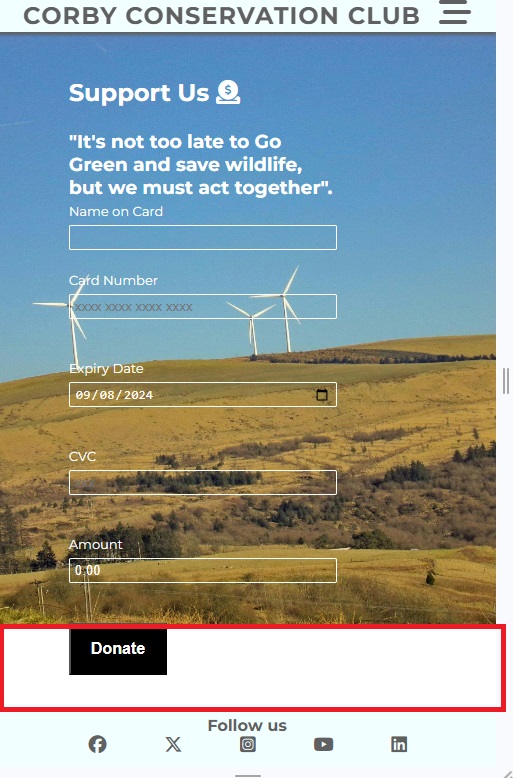 CORBY CONSERVATION CLUB
Support Us
"It's not too late to Go
Green and save wildlife,
but we must act together".
Name on Card
Card Number
xxxx xxxx xxxx xxxx
Expiry Date
09/08/2024
CVC
Amount
0.00
Donate
Follow us